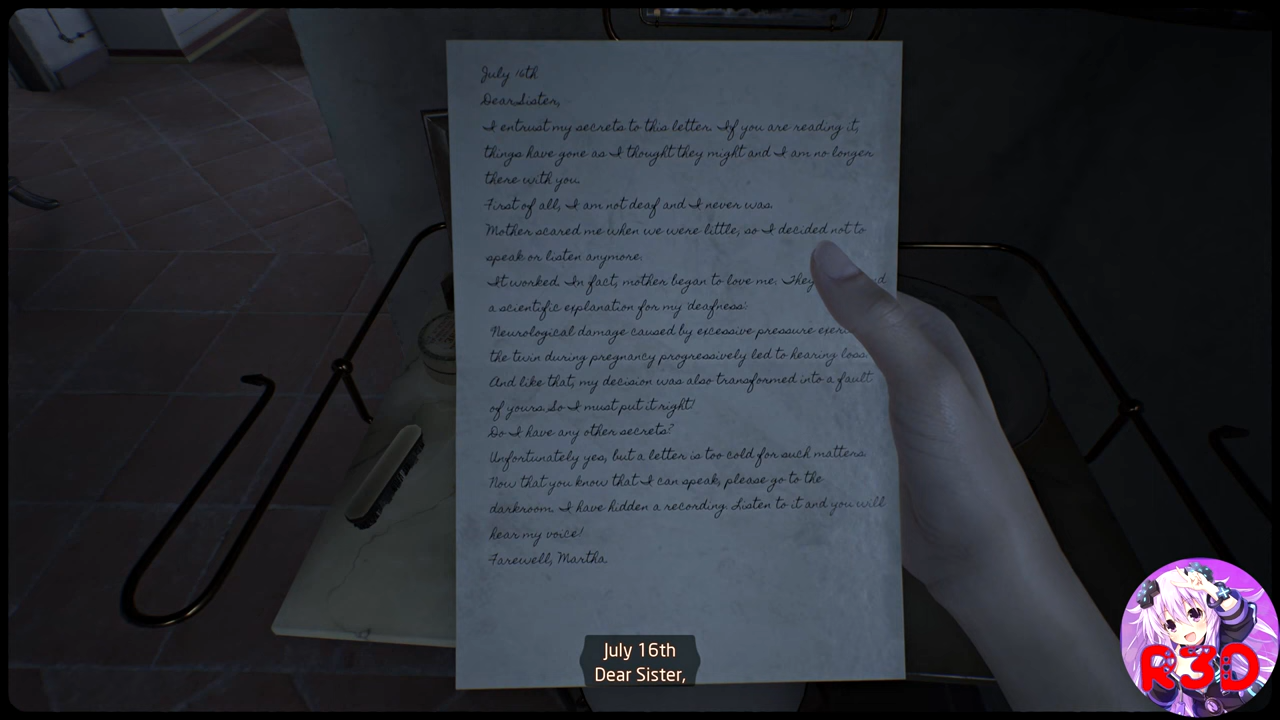 July 16th
Dear Sister,
I entrust my secrets to this letter. If you are reading it,
things have gone as I thought they might and I am no longer
there with you.
First of all, I am not deaf and I never was.
Mother scared me when we were little, so I decided not to
speak or listen anymore.
It worked. In fact, mother began to love me. They
a scientific explanation for my 'deafness':
Neurological damage caused by excessive pressure
the twin during pregnancy progressively led to hearing loss.
And like that, my decision was also transformed into a fault
of yours. So I must put it right!
Do I have any other secrets?
Unfortunately yes, but a letter is too cold for such matters.
Now that you know that I can speak, please go to the
darkroom. I have hidden a recording. Listen to it and you will
hear my voice!
Farewell, Martha
July 16th
Dear Sister,
R3D